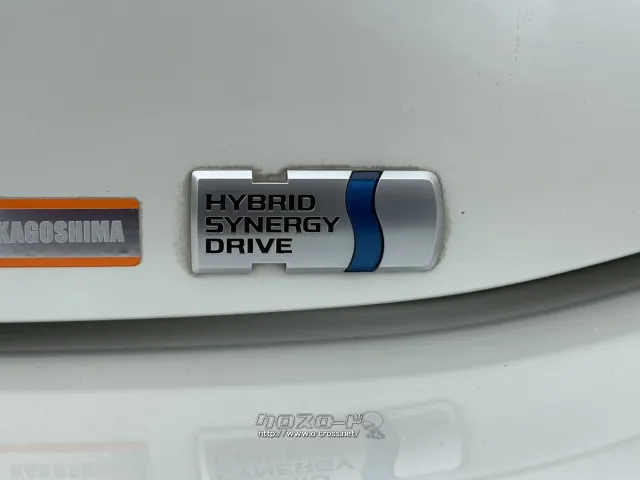 HYBRID
SYNERGY
DRIVE
KAGOSHIMA
クロスロード
http://www.o-cross.net/